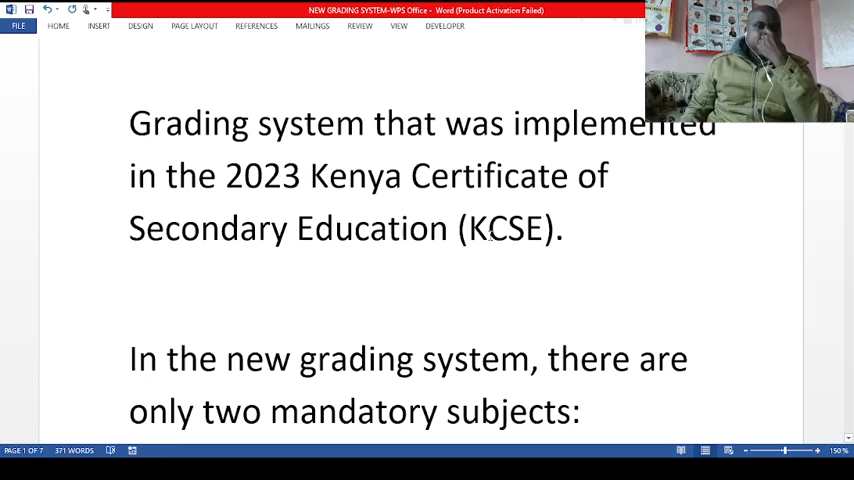 NEW GRADING SYSTEM-WPS Office - Word (Product Activation Failed)
FILE HOME INSERT DESIGN PAGE LAYOUT REFERENCES MAILINGS REVIEW VIEW DEVELOPER
Grading system that was implemented
in the 2023 Kenya Certificate of
Secondary Education (KCSE).
In the new grading system, there are
only two mandatory subjects:
PAGE 1 OF 7 371 WORDS 150%